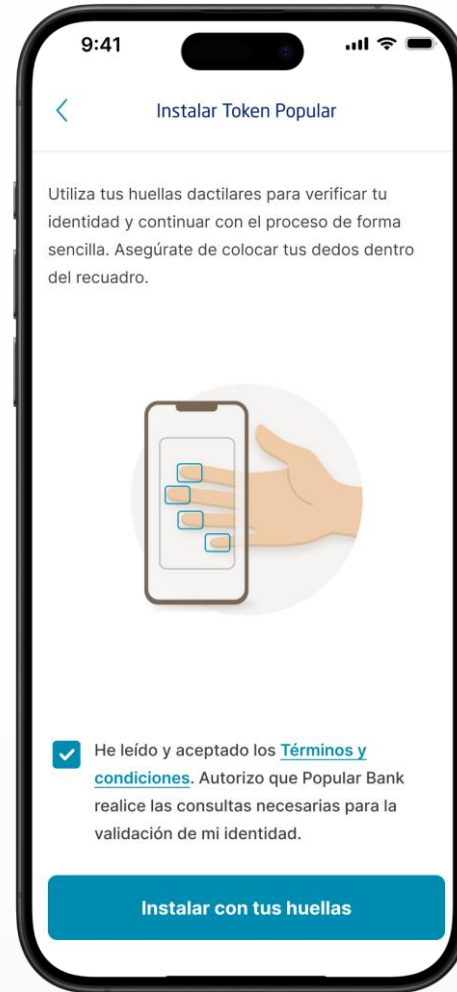 9:41
Instalar Token Popular
Utiliza tus huellas dactilares para verificar tu
identidad y continuar con el proceso de forma
sencilla. Asegúrate de colocar tus dedos dentro
del recuadro.
He leído y aceptado los Términos y
condiciones. Autorizo que Popular Bank
realice las consultas necesarias para la
validación de mi identidad.
Instalar con tus huellas